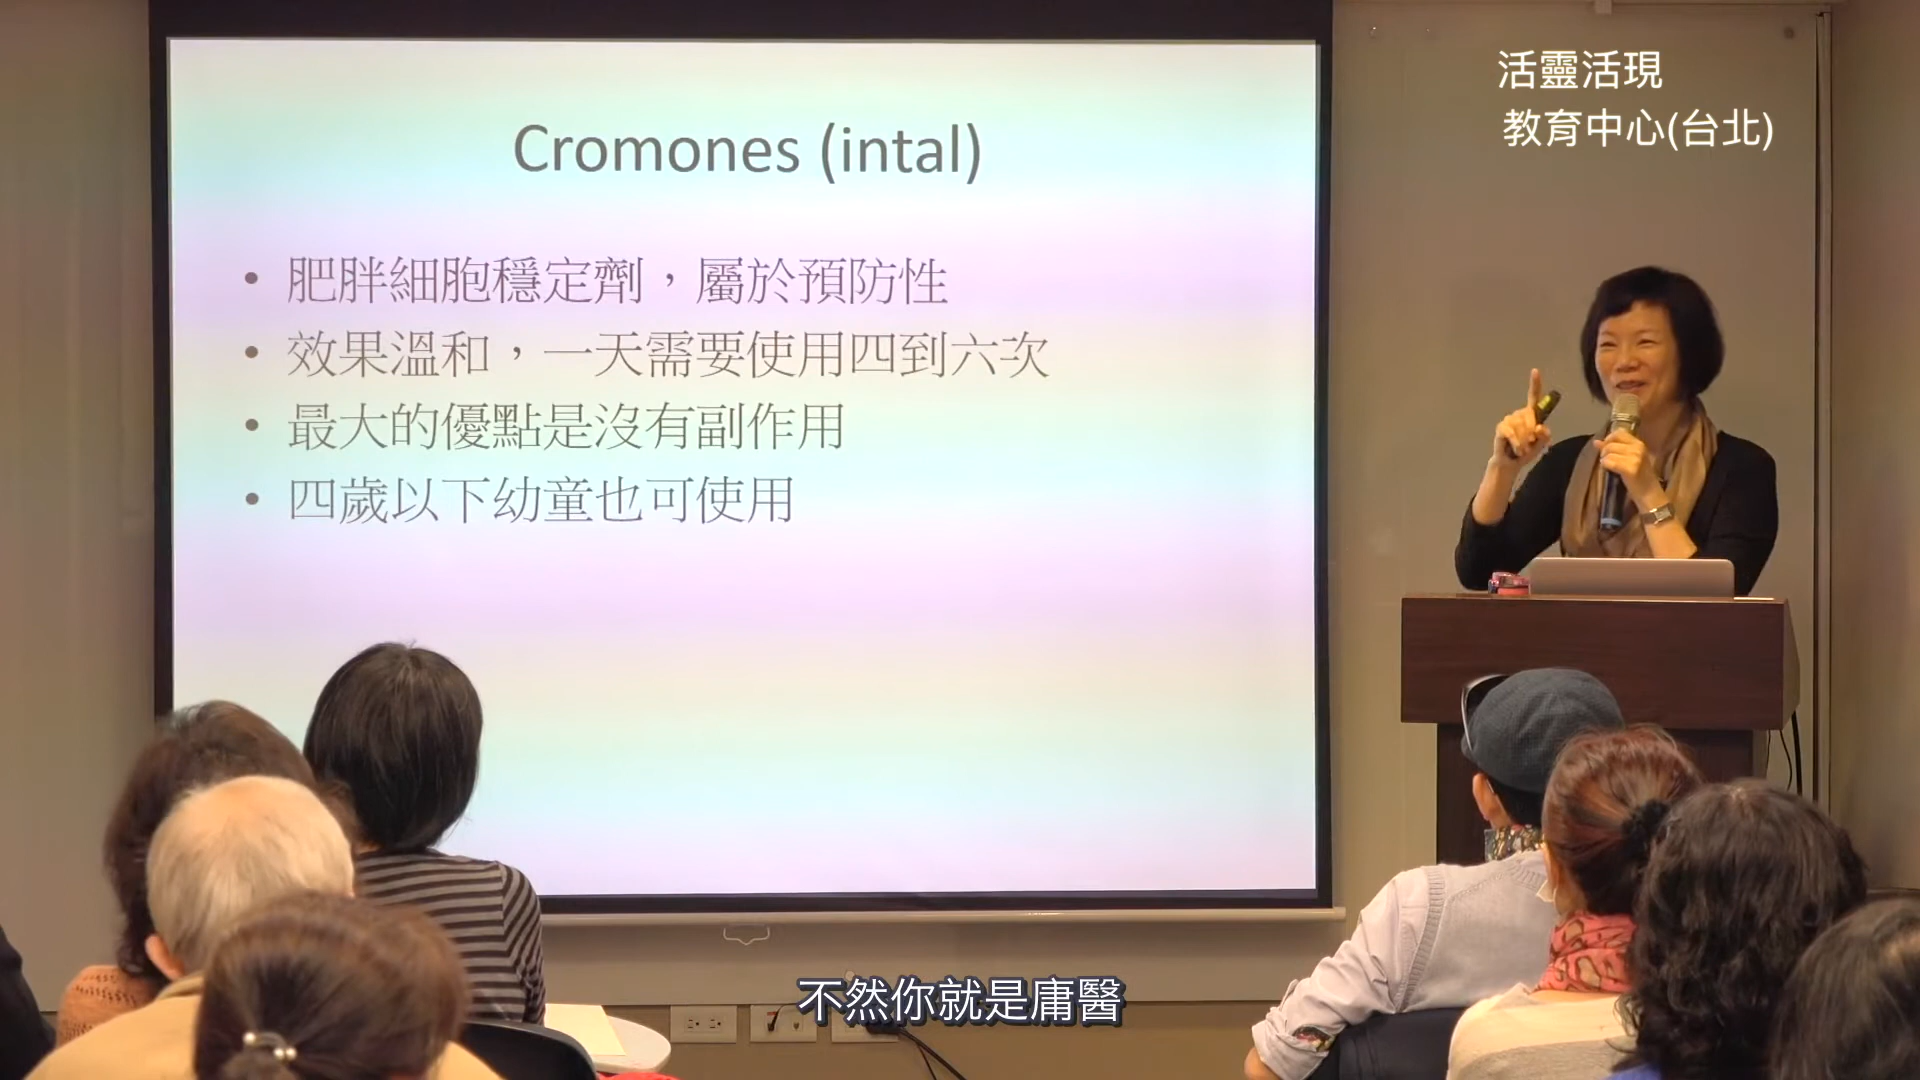 活靈活現
教育中心(台北)
Cromones (intal)
• 肥胖細胞穩定劑，屬於預防性
• 效果溫和，一天需要使用四到六次
• 最大的優點是沒有副作用
• 四歲以下幼童也可使用
不然你就是庸醫